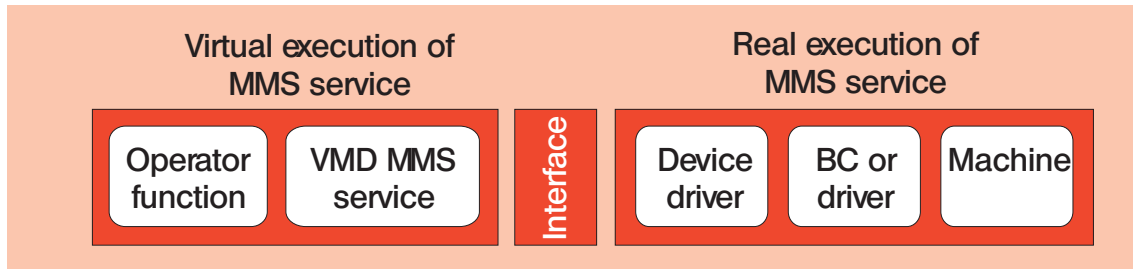 Virtual execution of
MMS service
Real execution of
MMS service
Operator
function
VMD MMS
service
Interface
Device
driver
BC or
driver
Machine